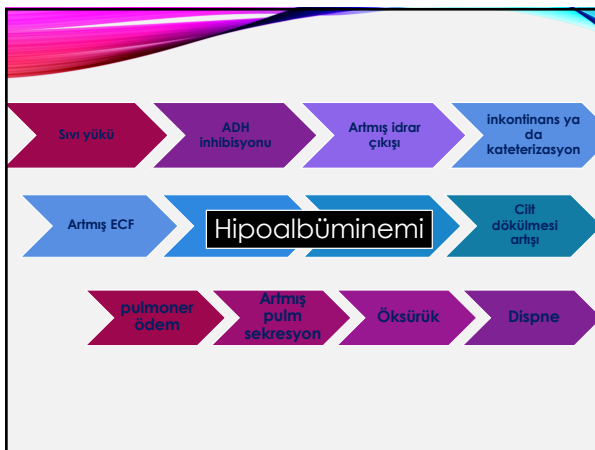 Sıvı yükü
ADH
inhibisyonu
Artmış idrar
çıkışı
inkontinans ya
da
kateterizasyon
Artmış ECF
Hipoalbüminemi
Cilt
dökülmesi
artışı
pulmoner
ödem
Artmış
pulm
sekresyon
Öksürük
Dispne